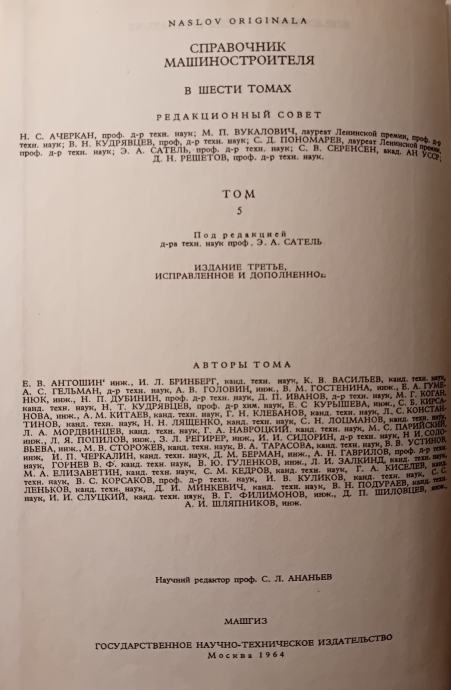 NASLOV ORIGINALA
СПРАВОЧНИК
МАШИНОСТРОИТЕЛЯ
В ШЕСТИ ТОМАХ
РЕДАКЦИОННЫЙ СОВЕТ
Н. С. АЧЕРКАН, проф. д-р техн. наук; М. П. ВУКАЛОВИЧ, лауреат Ленинской премии, проф. д-р
техн. наук; В. Н. КУДРЯВЦЕВ, проф, д-р техн. наук; С. Д. ПОНОМАРЕВ, лауреат Ленинской премии,
проф. д-р техн. наук; Э. А. САТЕЛЬ, проф. д-р техн. наук; С. В. СЕРЕНСЕН, акад. АН УССР;
Д. Н. РЕШЕТОВ, проф. д-р техн. наук.
ТОМ
5
Под редакцией
д-ра техн. наук проф. Э. А. САТЕЛЬ
ИЗДАНИЕ ТРЕТЬЕ,
ИСПРАВЛЕННОЕ И ДОПОЛНЕННОЕ
АВТОРЫ ТОМА
Е. В. АНТОШИН инж., И. Л. БРИНБЕРГ, канд. техн. наук, К. В. ВАСИЛЬЕВ, канд. техн. наук,
А. С. ГЕЛЬМАН, д-р техн. наук, А. В. ГОЛОВИН, инж., В. М. ГОСТЕНИНА, инж., Е. А. ГУМЕ-
НЮК, инж., Н. П. ДУБИНИН, проф. д-р техн. наук, Д. П. ИВАНОВ, д-р техн. наук, М. Г. КОГАН,
канд. техн. наук, Н. Т. КУДРЯВЦЕВ, проф. д-р хим. наук, Е. С КУРЫШЕВА, инж., С. В. КИРСА-
НОВА, инж., А. М. КИТАЕВ, канд. техн. наук, Г. Н. КЛЕБАНОВ, канд. техн. наук, Л. С. КОНСТАН-
ТИНОВ, канд. техн. наук, Н. Н. ЛЯЩЕНКО, канд. техн. наук, С. Н. ЛОЦМАНОВ, канд. техн. наук,
Л. А. МОРДВИНЦЕВ, канд. техн. наук, Г. А. НАВРОЦКИЙ, канд. техн. наук, М. С. ПАРИЙСКИЙ,
инж., Л. Я. ПОПИЛОВ, инж., З. Л. РЕГИРЕР, инж., И. И. СИДОРИН, д-р техн. наук, Н И. СОЛО-
ВЬЕВА, инж., М. В. СТОРОЖЕВ, канд. техн. наук, В. А. ТАРАСОВА, инж., В. В. УСТИНОВ
инж., И. П. ЧЕРКАЛИН, канд. техн. наук, Д. М. БЕРМАН, инж., А. Н. ГАВРИЛОВ, проф. д-р техн.
наук, ГОРНЕВ В. Ф. канд. техн. наук, В. Ю. ГУЛЕНКОВ, инж., Л. И. ЗАЛКИНД, канд. техн. наук,
М. А. ЕЛИЗАВЕТИН, канд. техн. наук, С. М. КЕДРОВ, канд. техн. наук, Г. А. КИСЕЛЕВ, канд.
техн. наук, В. С. КОРСАКОВ, проф. д-р техн. наук, И. В. КУЛИКОВ, канд. техн. наук, С. С
ЛЕНЬКОВ, канд. техн. наук, Д. И. МИНКЕВИЧ, канд. техн. наук, В. Н. ПОДУРАЕВ, канд. техн.
наук, И. И. СЛУЦКИЙ, канд. техн. наук, В. Г. ФИЛИМОНОВ, инж., Д. П. ШИЛОВЦЕВ, инж.,
А. И. ШЛЯПНИКОВ, инж.
Научний редактор проф. С. Л. АНАНЬЕВ
МАШГИЗ
ГОСУДАРСТВЕННОЕ НАУЧНО-ТЕХНИЧЕСКОЕ ИЗДАТЕЛЬСТВО
Москва 1964